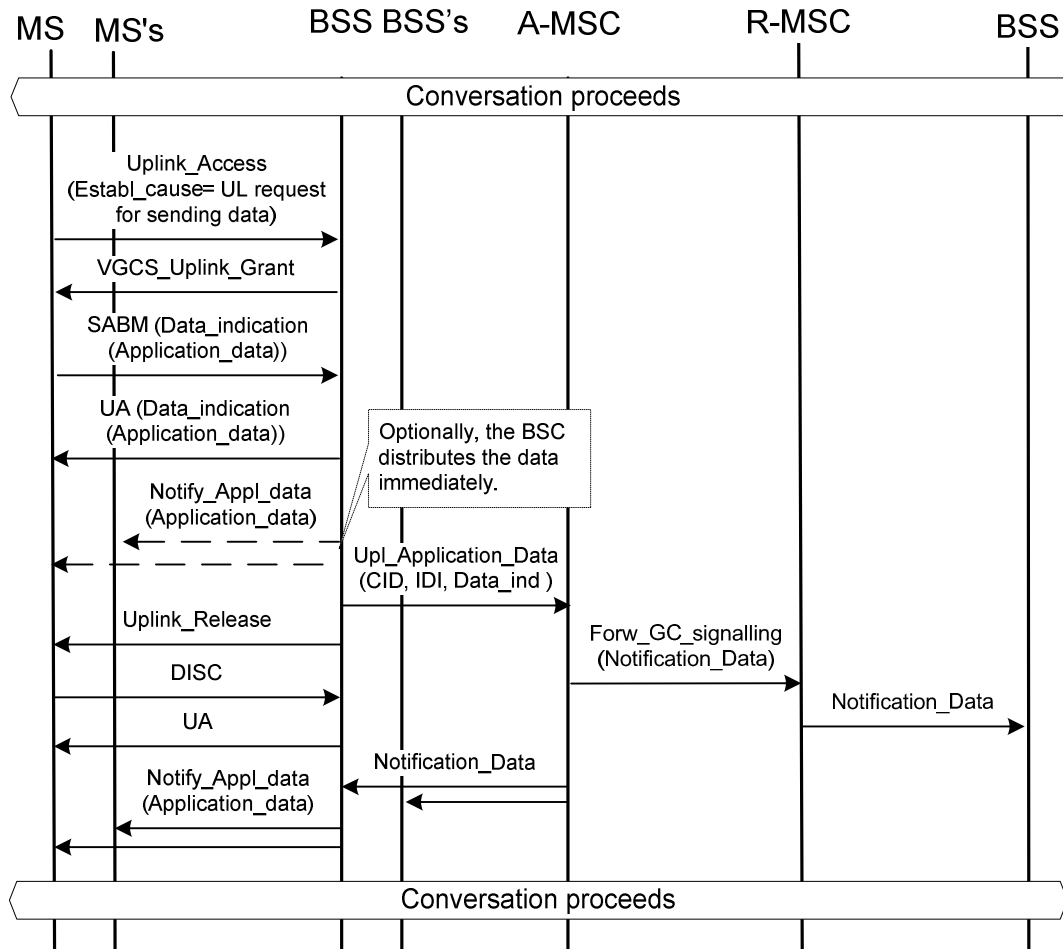 MS MS's BSS BSS's A-MSC R-MSC BSS
Conversation proceeds
Uplink_Access
(Establ_cause= UL request
for sending data)
VGCS_Uplink_Grant
SABM (Data_indication
(Application_data))
UA (Data_indication
(Application_data))
Optionally, the BSC
distributes the data
immediately.
Notify_Appl_data
(Application_data)
Upl_Application_Data
(CID, IDI, Data_ind )
Uplink_Release
Forw_GC_signalling
(Notification_Data)
DISC
Notification_Data
UA
Notification_Data
Notify_Appl_data
(Application_data)
Conversation proceeds